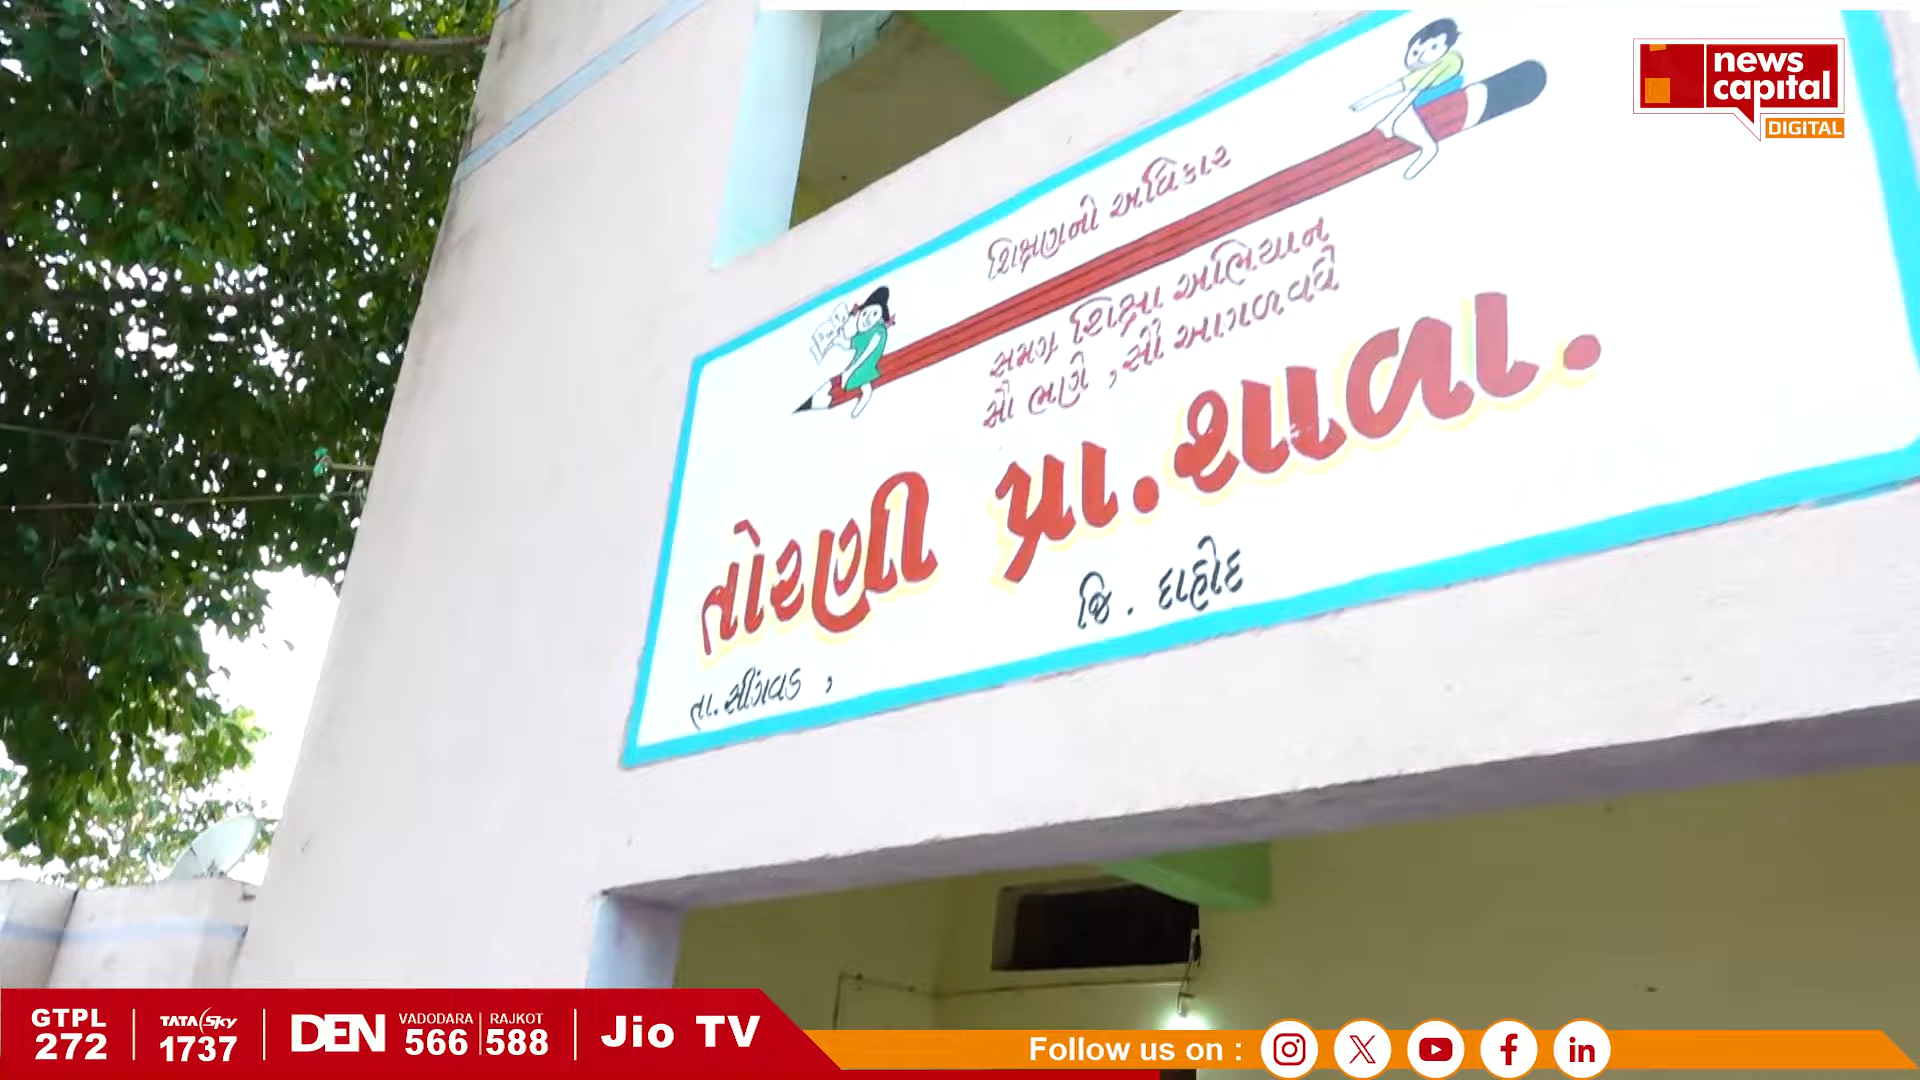 news
capital
DIGITAL
શિક્ષણનો અધિકાર
સમગ્ર શિક્ષા અભિયાન
સૌ ભણે , સૌ આગળ વધે
તોરણી પ્રા. શાળા.
તા. સીંગવડ , જિ. દાહોદ
GTPL
272
TATA Sky
1737
DEN
VADODARA
566
RAJKOT
588
Jio TV
Follow us on :